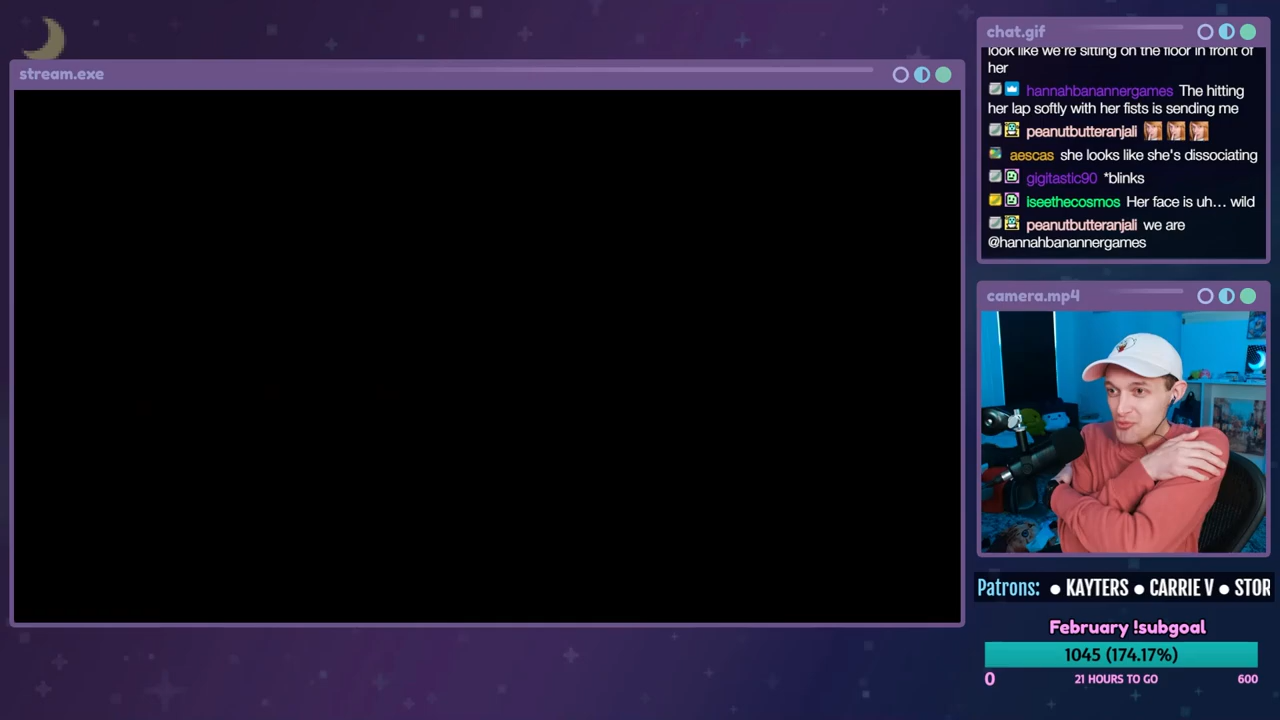 stream.exe
chat.gif
look like we're sitting on the floor in front of
her
hannahbanannergames The hitting
her lap softly with her fists is sending me
peanutbutteranjali
aescas she looks like she's dissociating
gigitastic90 *blinks
iseethecosmos Her face is uh... wild
peanutbutteranjali we are
@hannahbanannergames
camera.mp4
Patrons: • KAYTERS • CARRIE V • STOR
February !subgoal
1045 (174.17%)
0 21 HOURS TO GO 600